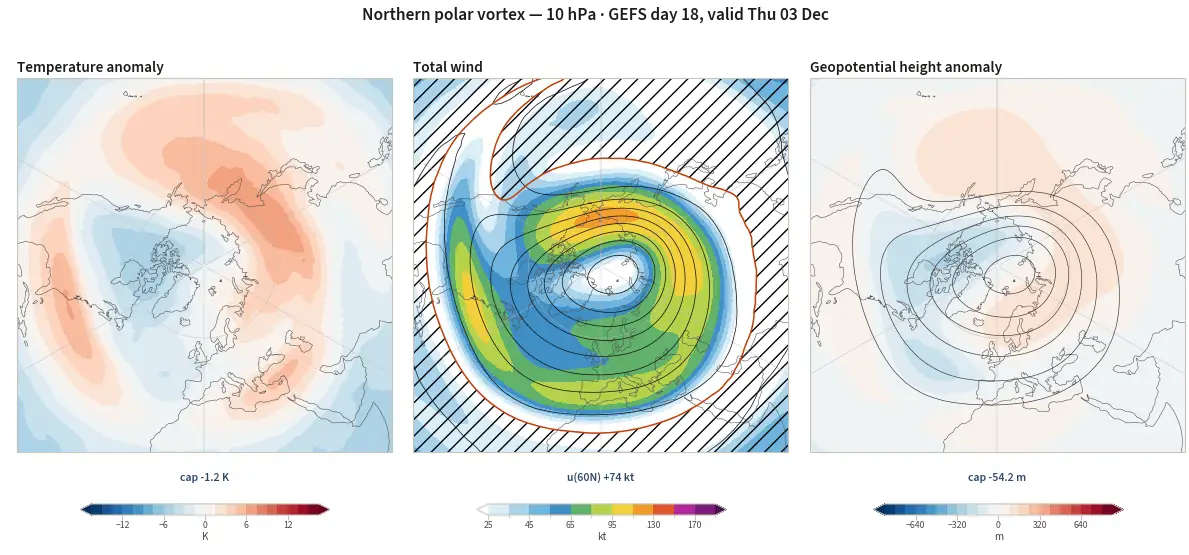 Northern polar vortex — 10 hPa · GEFS day 18, valid Thu 03 Dec
Temperature anomaly
Total wind
Geopotential height anomaly
cap -1.2 K
u(60N) +74 kt
cap -54.2 m
−12 −6 0 6 12
K
25 45 65 95 130 170
kt
−640 −320 0 320 640
m